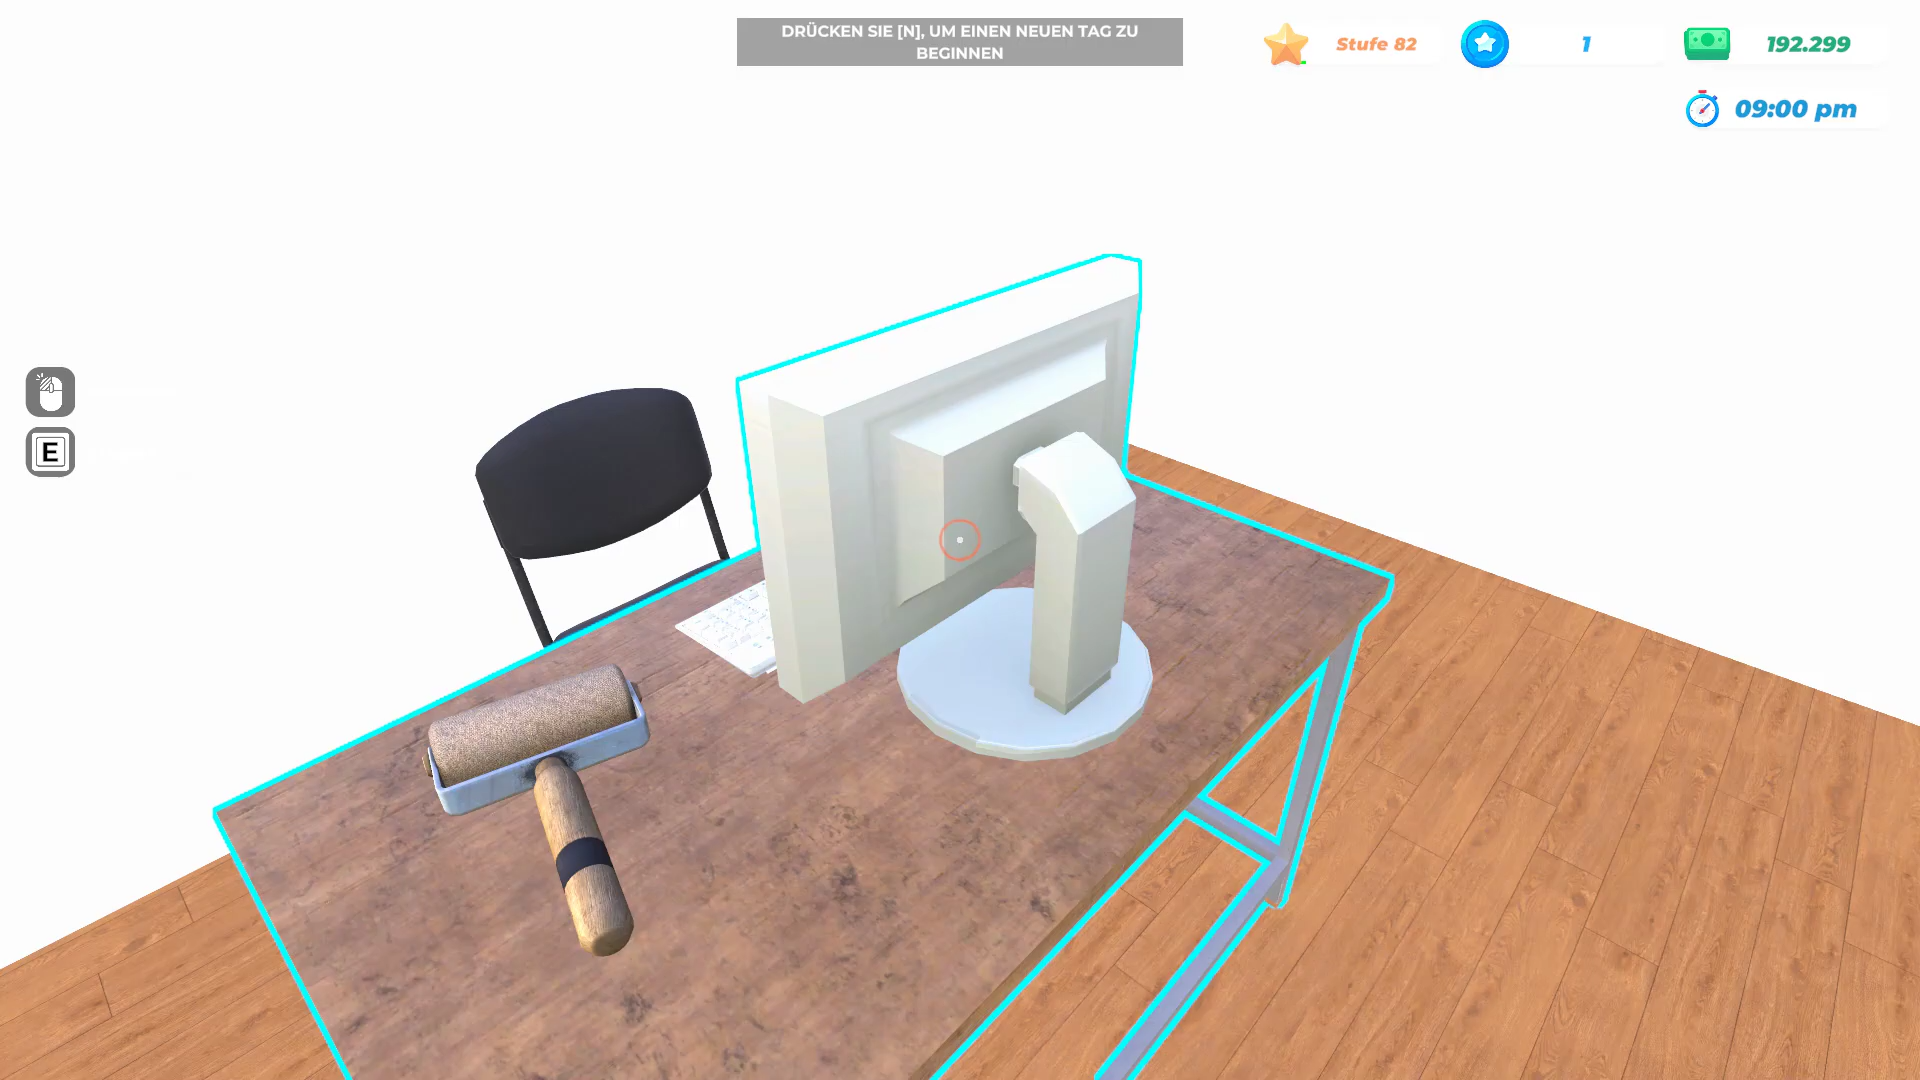 DRÜCKEN SIE [N], UM EINEN NEUEN TAG ZU
BEGINNEN
Stufe 82
1
192.299
09:00 pm
E